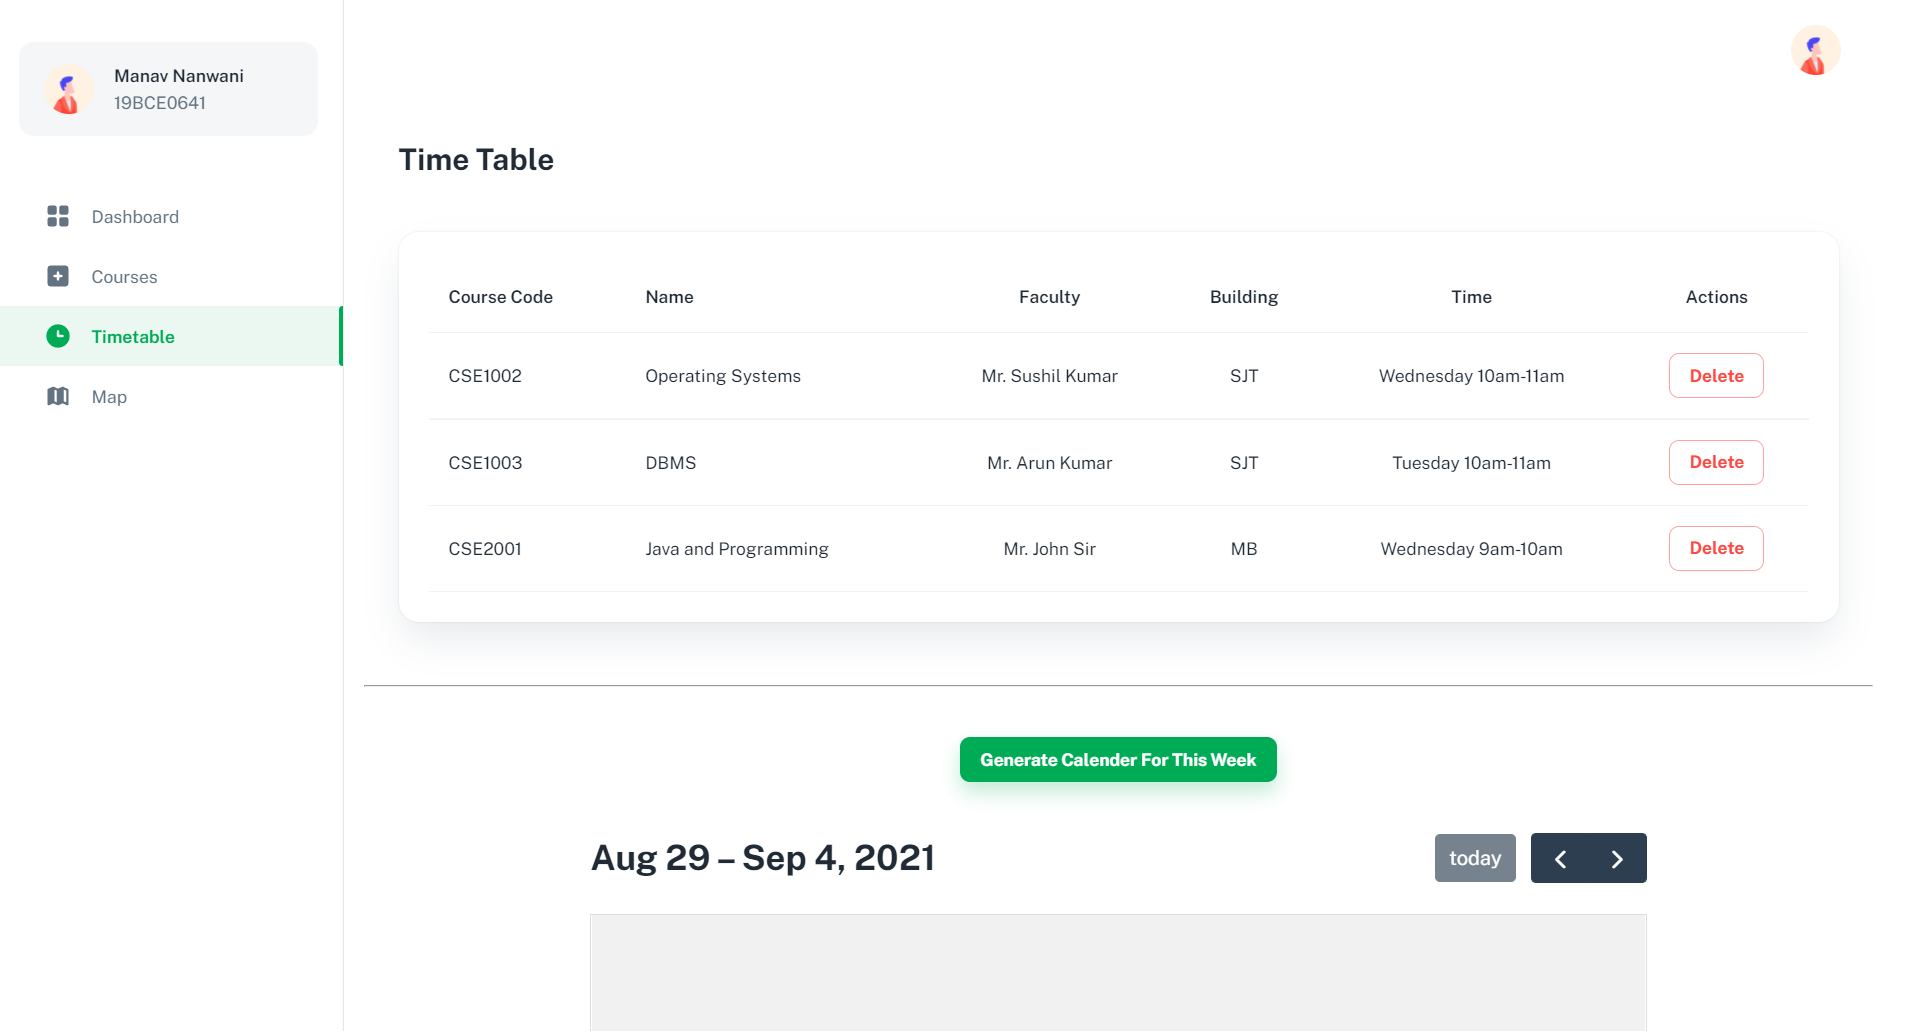 Manav Nanwani
19BCE0641
Dashboard
Courses
Timetable
Map
Time Table
Course Code Name Faculty Building Time Actions
CSE1002 Operating Systems Mr. Sushil Kumar SJT Wednesday 10am-11am Delete
CSE1003 DBMS Mr. Arun Kumar SJT Tuesday 10am-11am Delete
CSE2001 Java and Programming Mr. John Sir MB Wednesday 9am-10am Delete
Generate Calender For This Week
Aug 29 – Sep 4, 2021 today